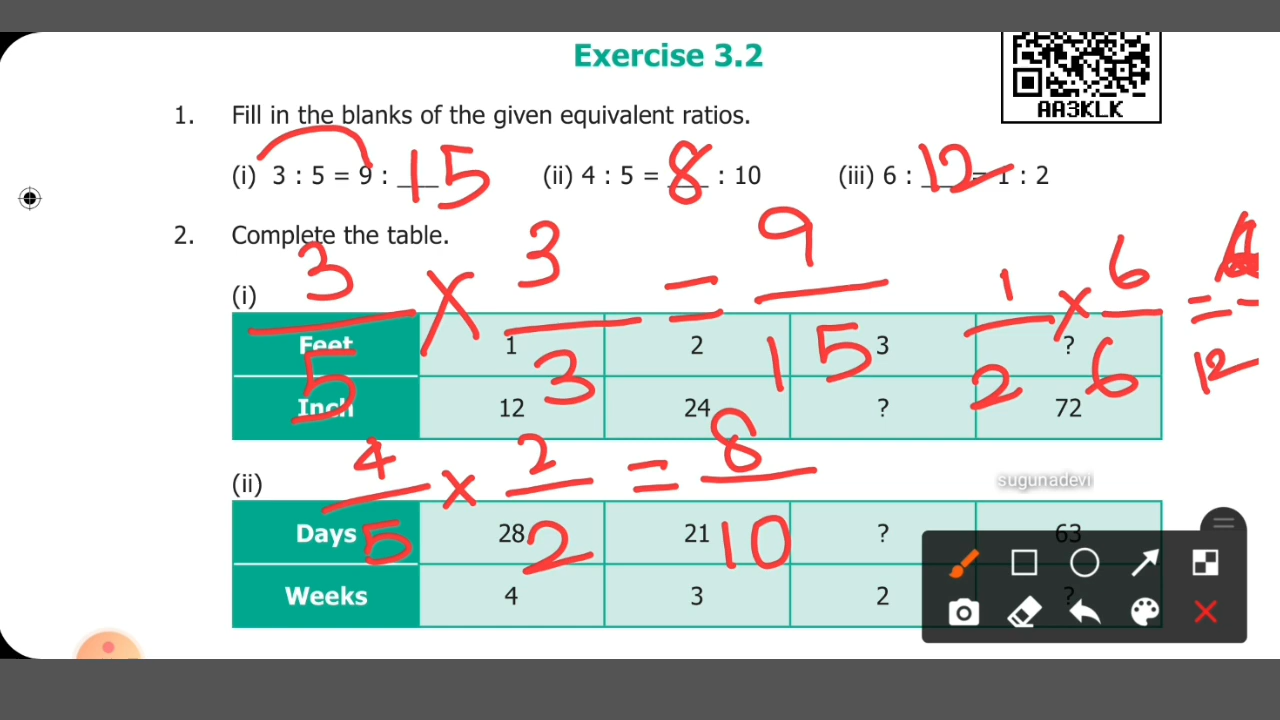 Exercise 3.2
AA3KLK
1. Fill in the blanks of the given equivalent ratios.
(i) 3 : 5 = 9 : 15 (ii) 4 : 5 = 8 : 10 (iii) 6 : 12 = 1 : 2
2. Complete the table.
3 × 3 = 9 1 × 6 =
(i)
Feet 1 2 3 ?
5 3 15 2 6 12
Inch 12 24 ? 72
4 × 2 = 8
(ii) sugunadevi
Days 28 21 ? 63
5 2 10
Weeks 4 3 2 ?